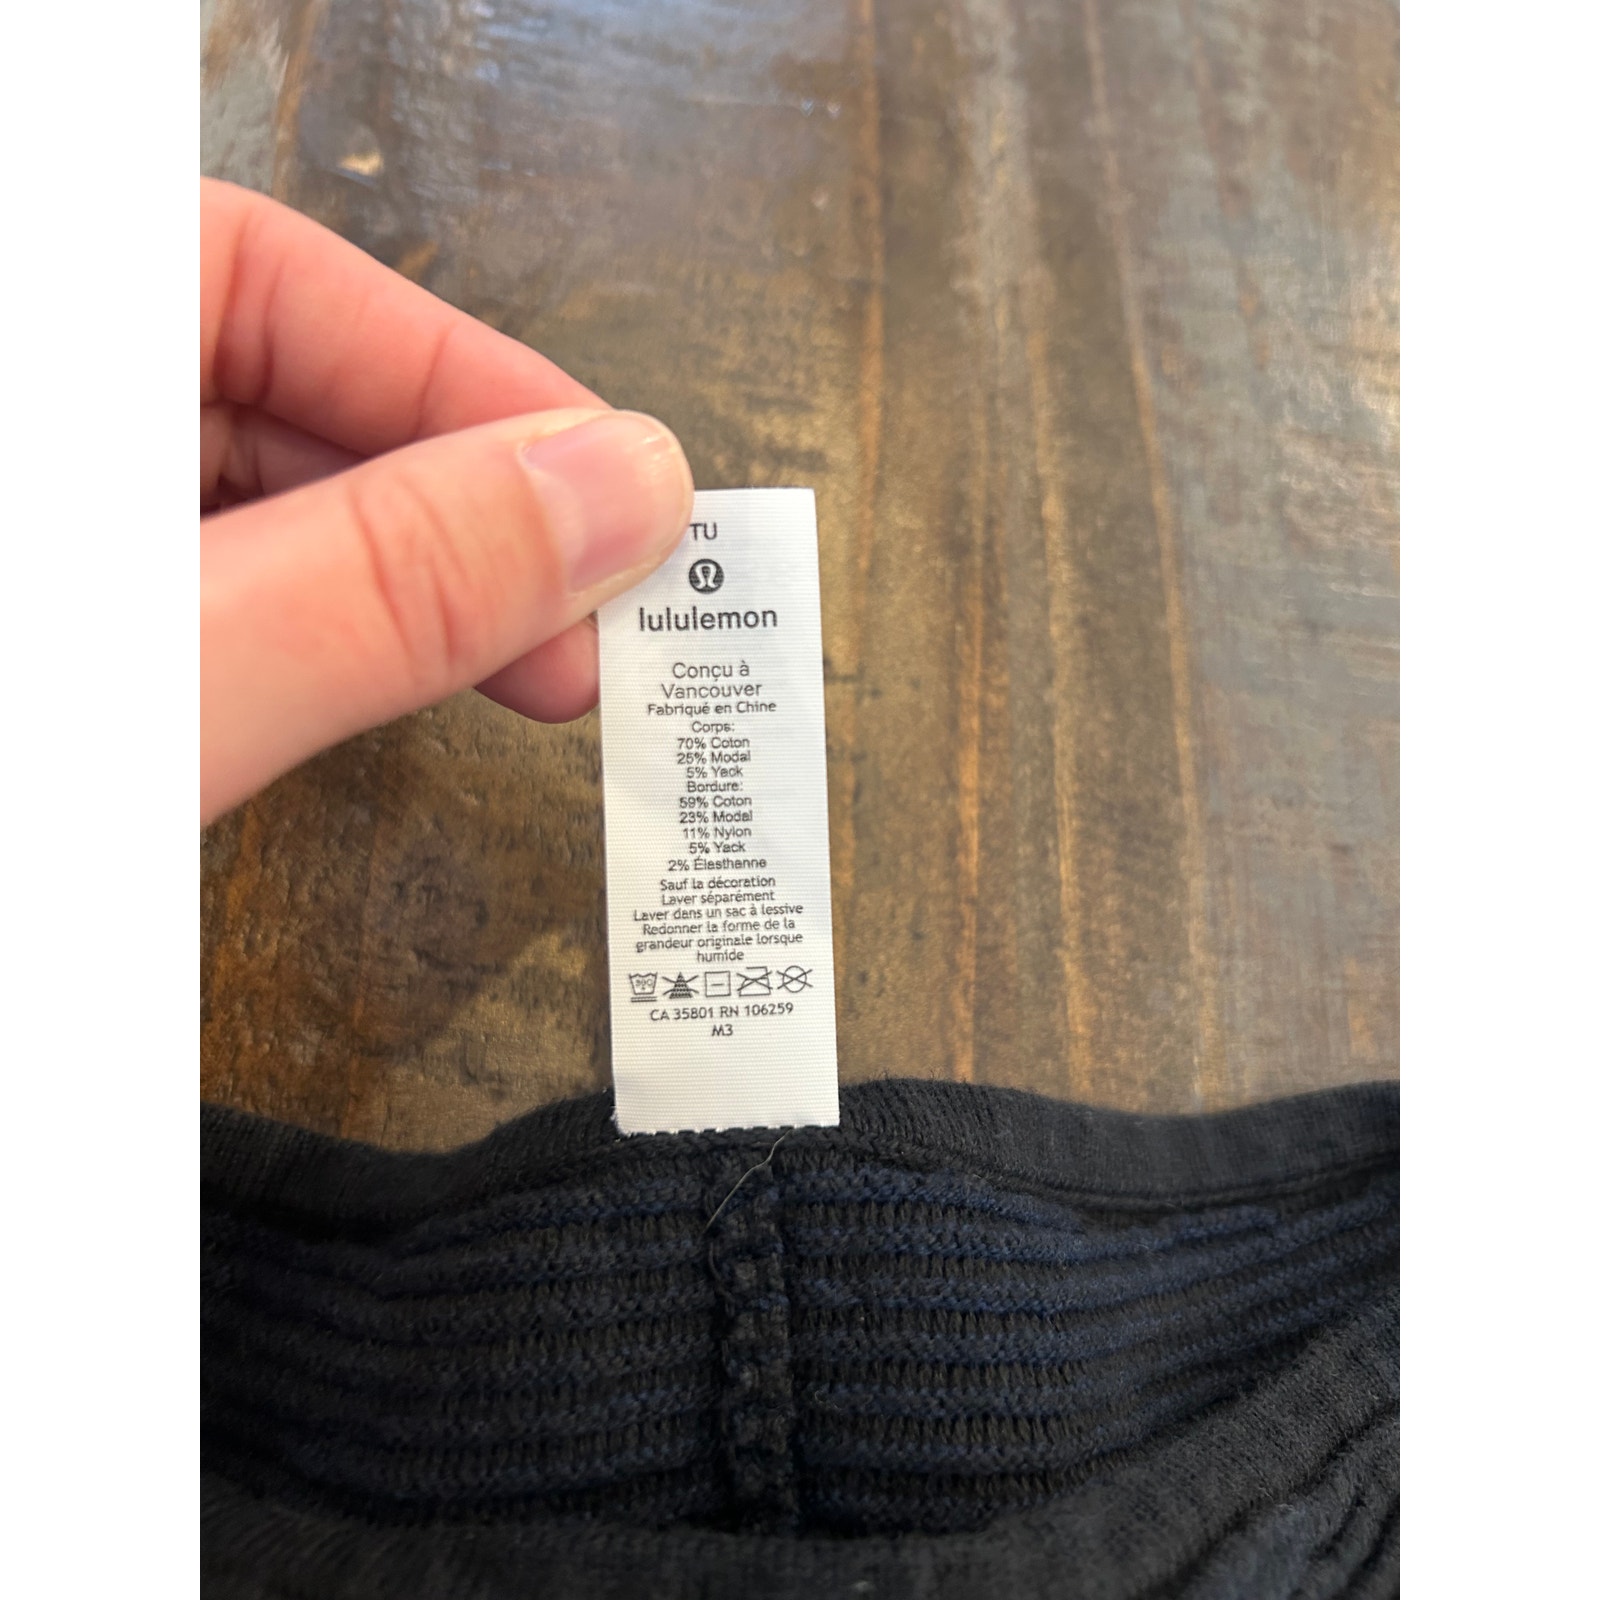 TU
lululemon
Conçu à
Vancouver
Fabriqué en Chine
Corps:
70% Coton
25% Modal
5% Yack
Bordure:
59% Coton
23% Modal
11% Nylon
5% Yack
2% Élasthanne
Sauf la décoration
Laver séparément
Laver dans un sac à lessive
Redonner la forme de la
grandeur originale lorsque
humide
CA 35801 RN 106259
M3